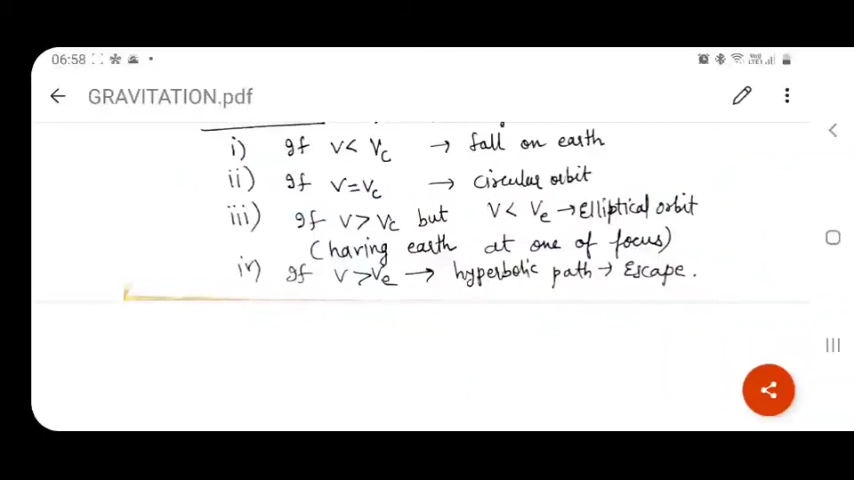 06:58
GRAVITATION.pdf
i) If V < Vc → fall on earth
ii) If V = Vc → circular orbit
iii) If V > Vc but V < Ve → Elliptical orbit
(having earth at one of focus)
iv) If V > Ve → hyperbolic path → Escape.